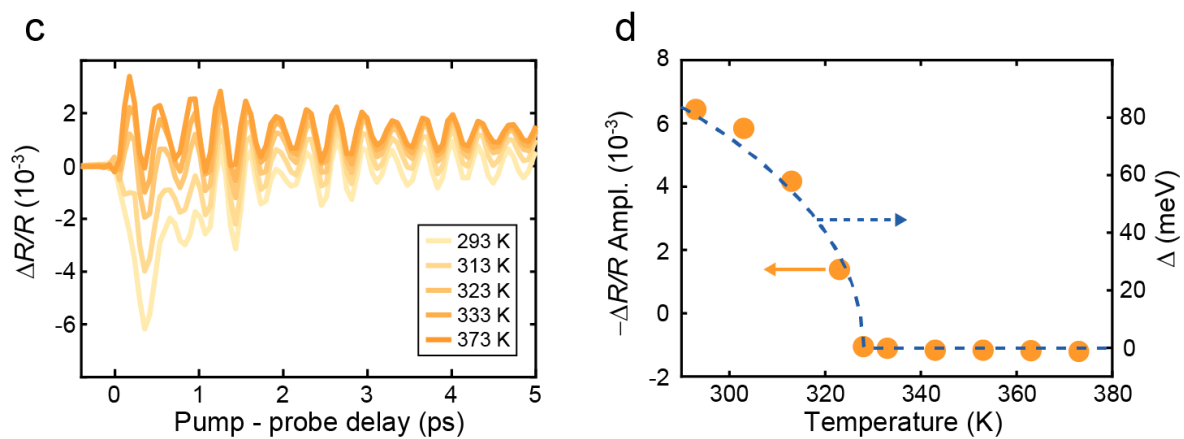 c
ΔR/R (10⁻³)
2
0
-2
-4
-6
293 K
313 K
323 K
333 K
373 K
0
1
2
3
4
5
Pump - probe delay (ps)
d
−ΔR/R Ampl. (10⁻³)
8
6
4
2
0
-2
80
60
40
20
0
Δ (meV)
300
320
340
360
380
Temperature (K)